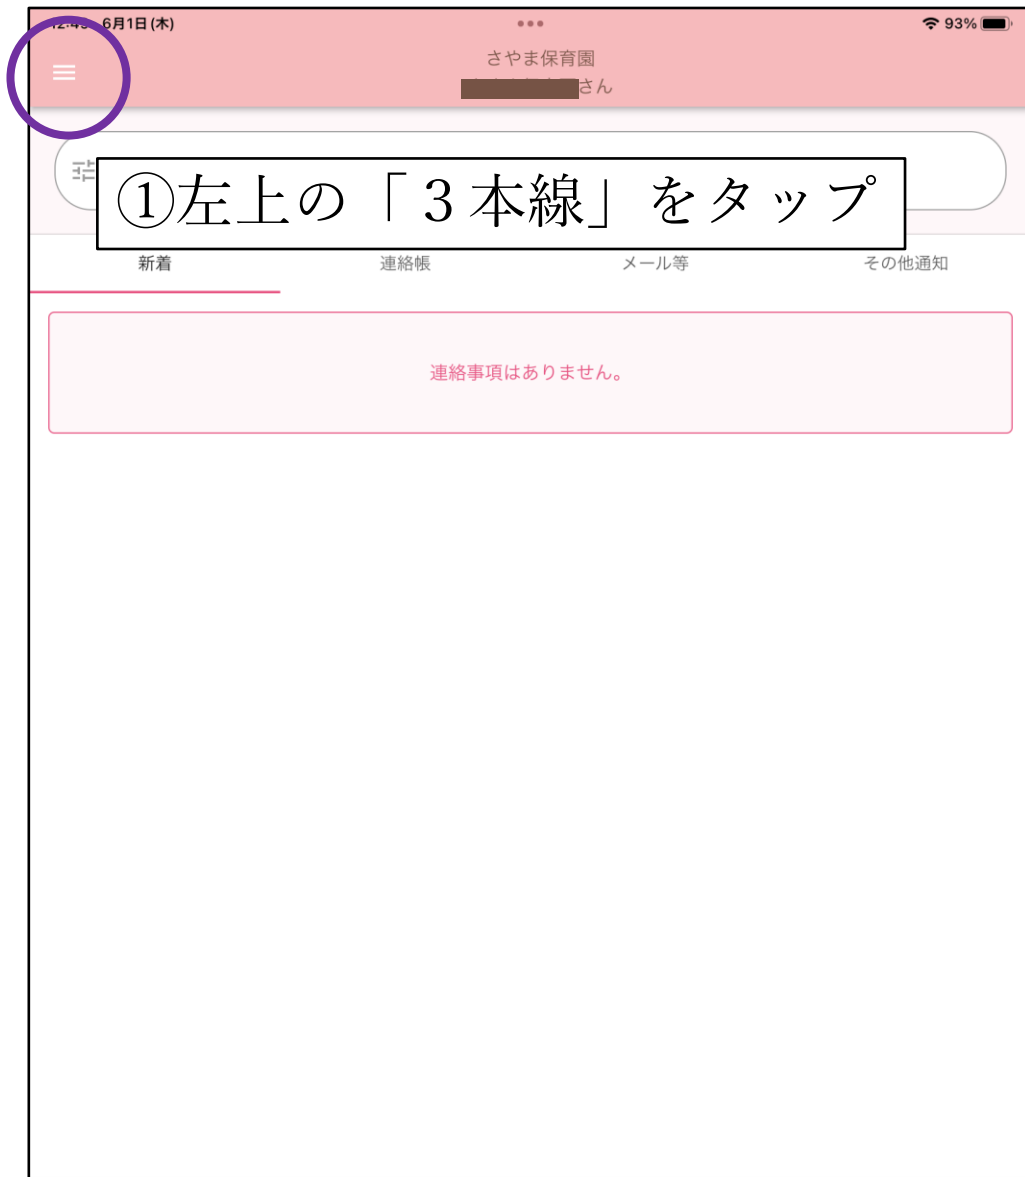 6月1日(木)
93%
さやま保育園
さん
①左上の「３本線」をタップ
新着
連絡帳
メール等
その他通知
連絡事項はありません。